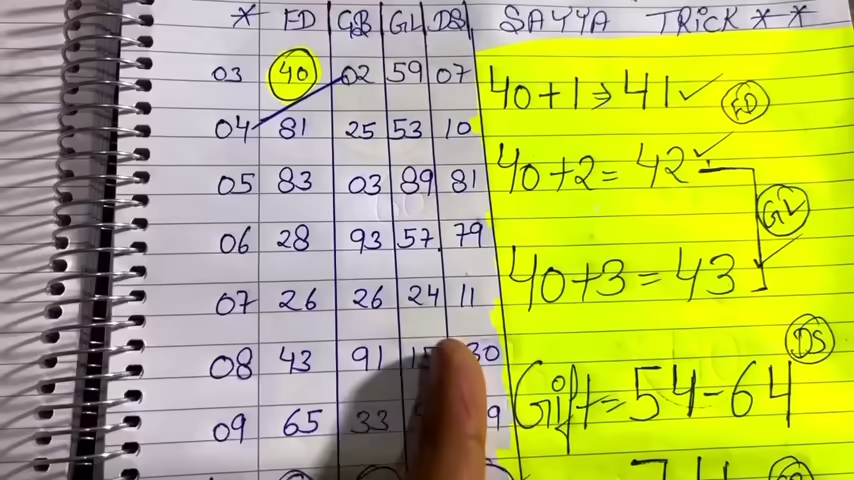 * FD GB GL DS SAYYA TRICK * *
03 40 02 59 07
04 81 25 53 10
05 83 03 89 81
06 28 93 57. 79
07 26 26 24 11
08 43 91 30
09 65 33 9
40+1⇒41✓ FD
40+2=42✓
GL
40+3=43
DS
Gift=54-64